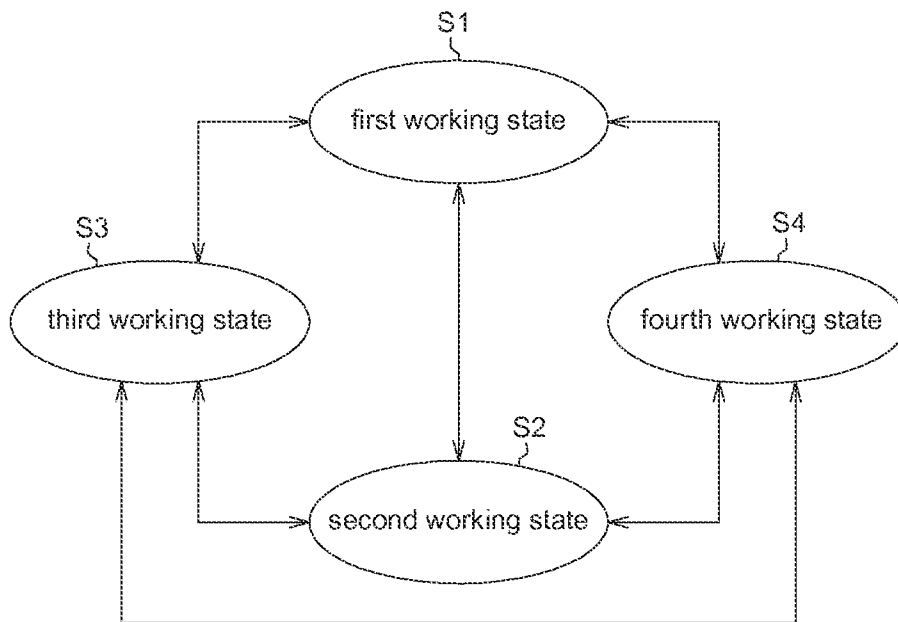 S1
first working state
S3
third working state
S4
fourth working state
S2
second working state